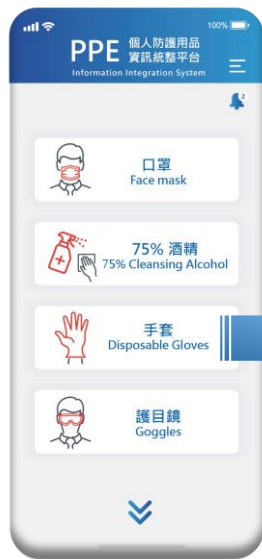 100%
PPE 個人防護用品
資訊統整平台
Information Integration System
2
口罩
Face mask
75% 酒精
75% Cleansing Alcohol
手套
Disposable Gloves
護目鏡
Goggles